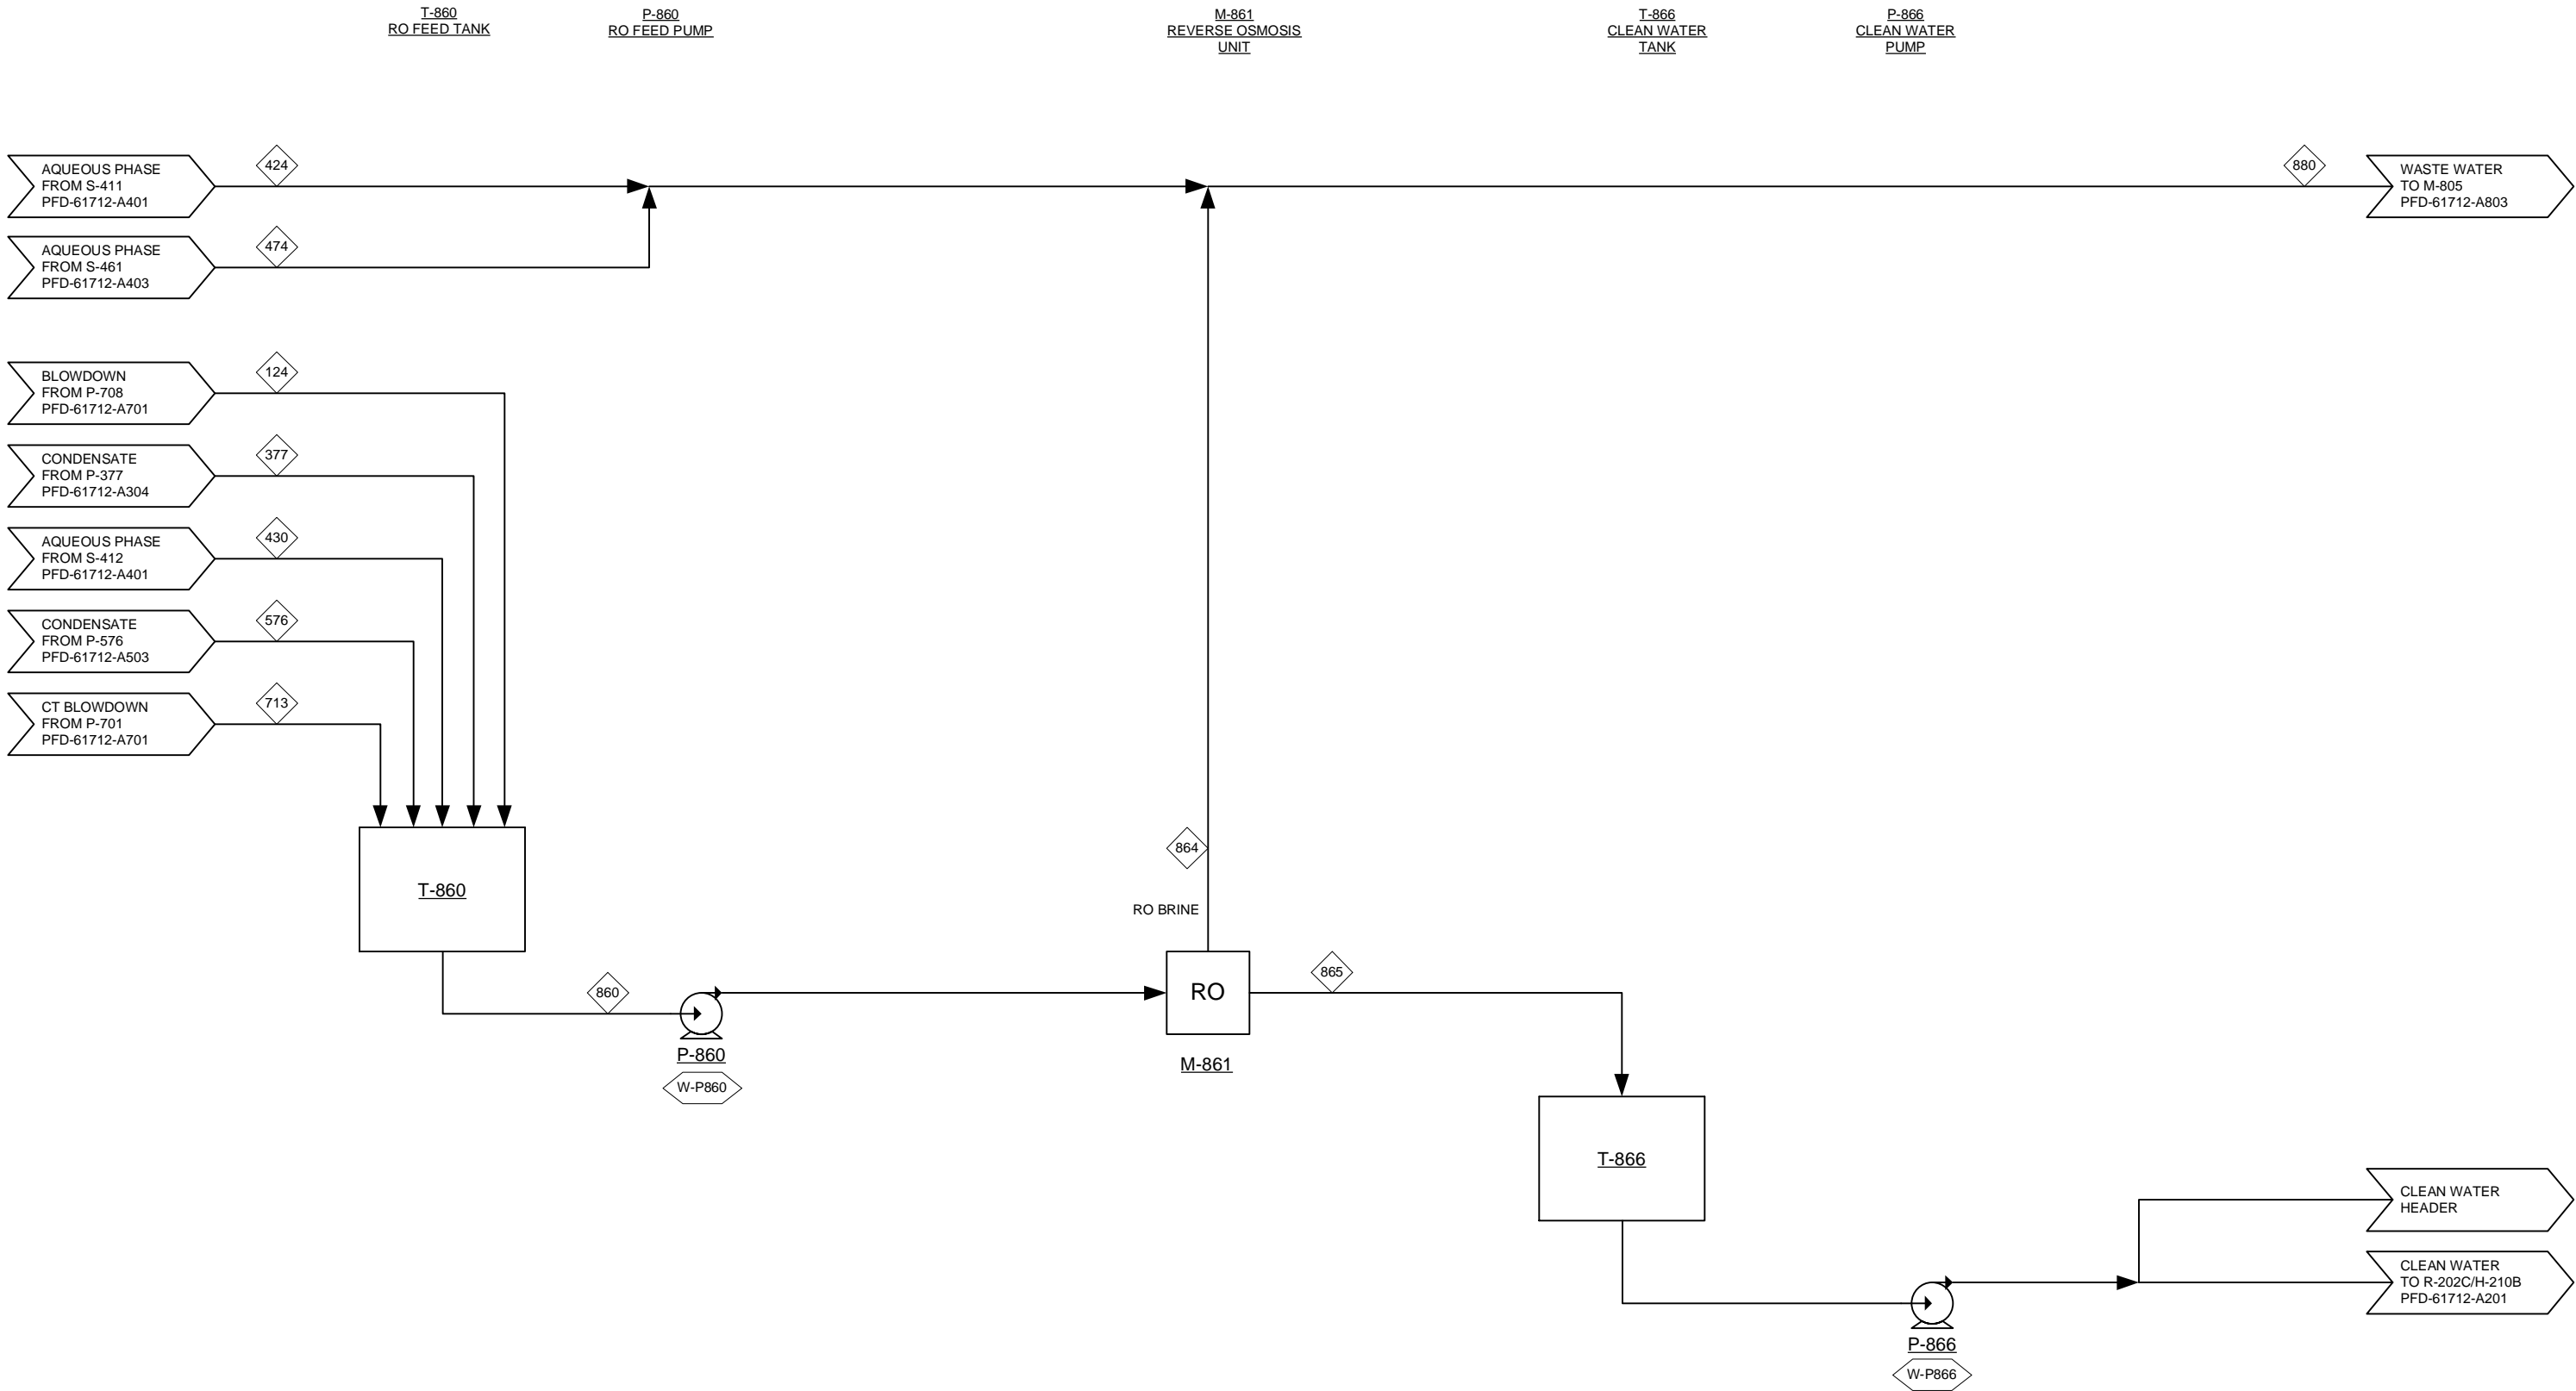 T-860
RO FEED TANK
P-860
RO FEED PUMP
M-861
REVERSE OSMOSIS
UNIT
T-866
CLEAN WATER
TANK
P-866
CLEAN WATER
PUMP
AQUEOUS PHASE
FROM S-411
PFD-61712-A401
424
880
WASTE WATER
TO M-805
PFD-61712-A803
AQUEOUS PHASE
FROM S-461
PFD-61712-A403
474
BLOWDOWN
FROM P-708
PFD-61712-A701
124
CONDENSATE
FROM P-377
PFD-61712-A304
377
AQUEOUS PHASE
FROM S-412
PFD-61712-A401
430
CONDENSATE
FROM P-576
PFD-61712-A503
576
CT BLOWDOWN
FROM P-701
PFD-61712-A701
713
T-860
864
RO BRINE
860
P-860
W-P860
RO
M-861
865
T-866
P-866
W-P866
CLEAN WATER
HEADER
CLEAN WATER
TO R-202C/H-210B
PFD-61712-A201